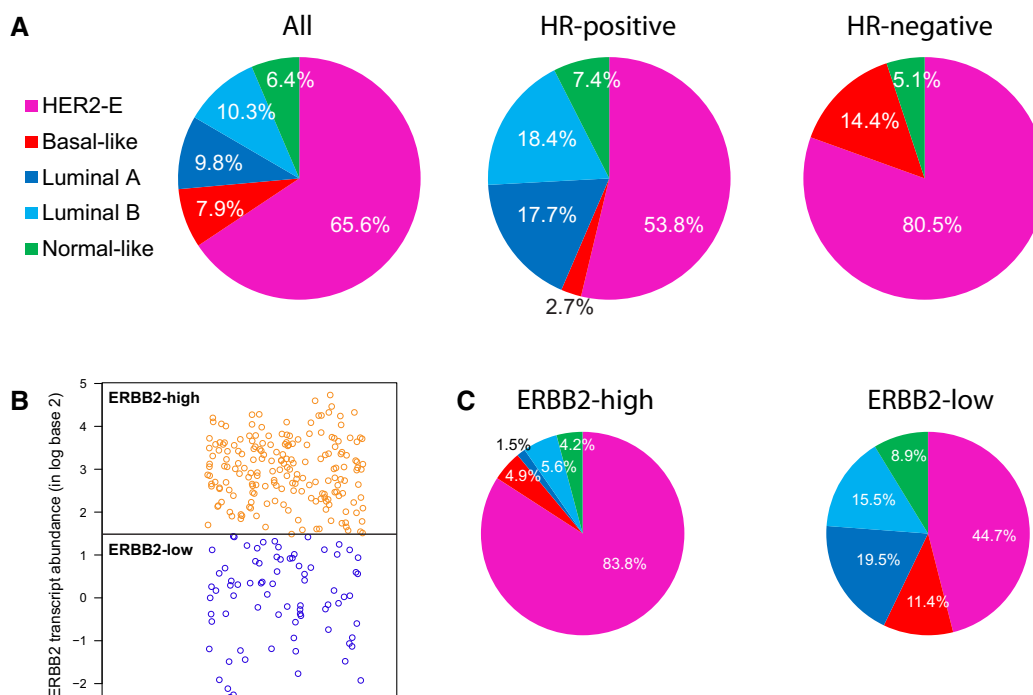 A
All
HR-positive
HR-negative
HER2-E
Basal-like
Luminal A
Luminal B
Normal-like
6.4%
10.3%
9.8%
7.9%
65.6%
7.4%
18.4%
17.7%
53.8%
2.7%
5.1%
14.4%
80.5%
B
ERBB2 transcript abundance (in log base 2)
5
4
3
2
1
0
−1
−2
ERBB2-high
ERBB2-low
C
ERBB2-high
ERBB2-low
1.5%
4.2%
5.6%
4.9%
83.8%
8.9%
15.5%
44.7%
19.5%
11.4%